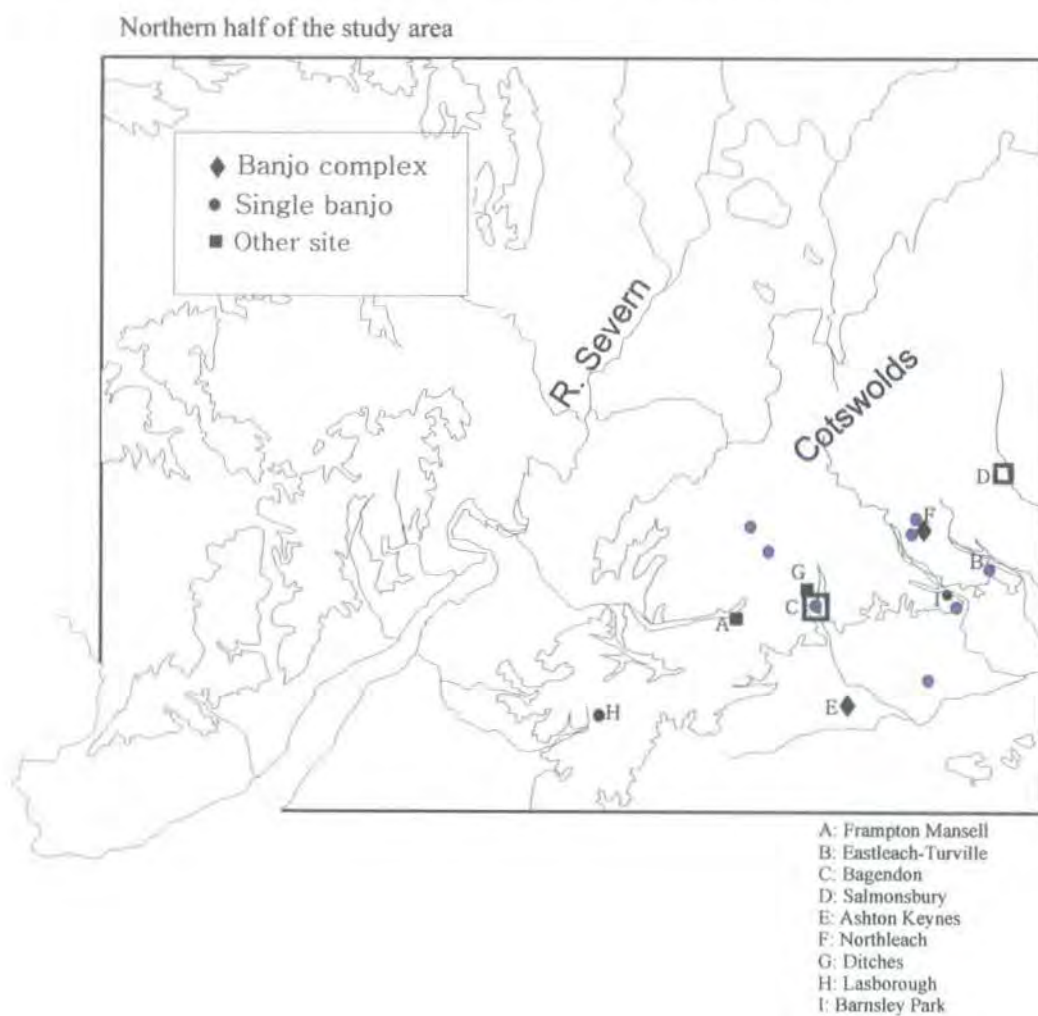 Northern half of the study area
Banjo complex
Single banjo
Other site
R. Severn
Cotswolds
D
F
B
G
I
C
A
H
E
A: Frampton Mansell
B: Eastleach-Turville
C: Bagendon
D: Salmonsbury
E: Ashton Keynes
F: Northleach
G: Ditches
H: Lasborough
I: Barnsley Park